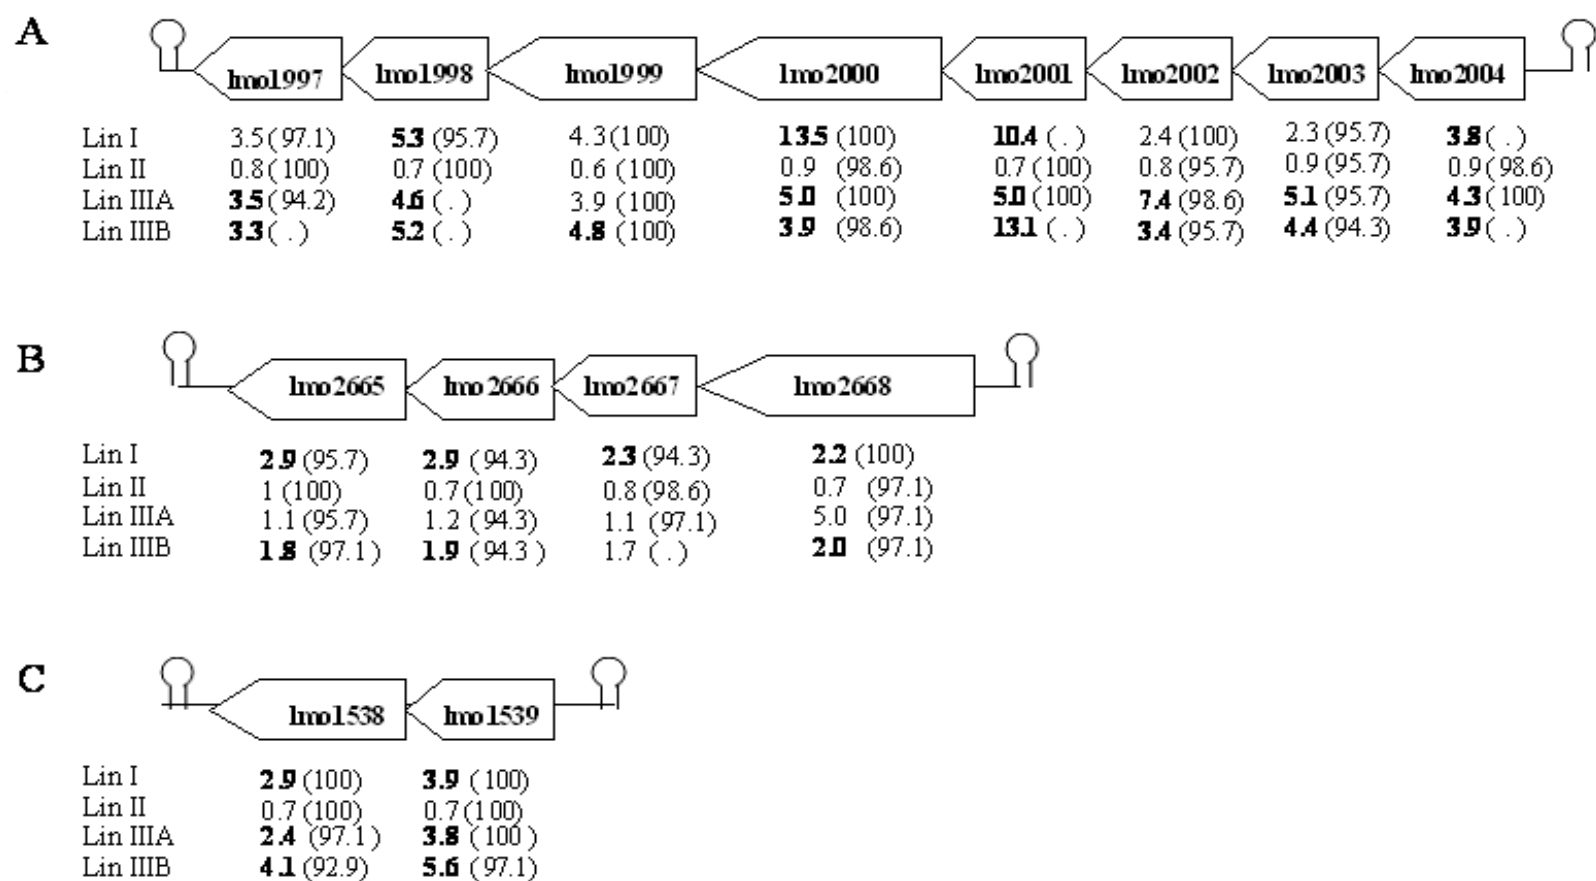 A
lmo1997 lmo1998 lmo1999 lmo2000 lmo2001 lmo2002 lmo2003 lmo2004
Lin I 3.5 (97.1) 5.3 (95.7) 4.3 (100) 13.5 (100) 10.4 ( . ) 2.4 (100) 2.3 (95.7) 3.8 ( . )
Lin II 0.8 (100) 0.7 (100) 0.6 (100) 0.9 (98.6) 0.7 (100) 0.8 (95.7) 0.9 (95.7) 0.9 (98.6)
Lin IIIA 3.5 (94.2) 4.6 ( . ) 3.9 (100) 5.0 (100) 5.0 (100) 7.4 (98.6) 5.1 (95.7) 4.3 (100)
Lin IIIB 3.3 ( . ) 5.2 ( . ) 4.8 (100) 3.9 (98.6) 13.1 ( . ) 3.4 (95.7) 4.4 (94.3) 3.9 ( . )
B
lmo2665 lmo2666 lmo2667 lmo2668
Lin I 2.9 (95.7) 2.9 (94.3) 2.3 (94.3) 2.2 (100)
Lin II 1 (100) 0.7 (100) 0.8 (98.6) 0.7 (97.1)
Lin IIIA 1.1 (95.7) 1.2 (94.3) 1.1 (97.1) 5.0 (97.1)
Lin IIIB 1.8 (97.1) 1.9 (94.3) 1.7 ( . ) 2.0 (97.1)
C
lmo1538 lmo1539
Lin I 2.9 (100) 3.9 (100)
Lin II 0.7 (100) 0.7 (100)
Lin IIIA 2.4 (97.1) 3.8 (100)
Lin IIIB 4.1 (92.9) 5.6 (97.1)